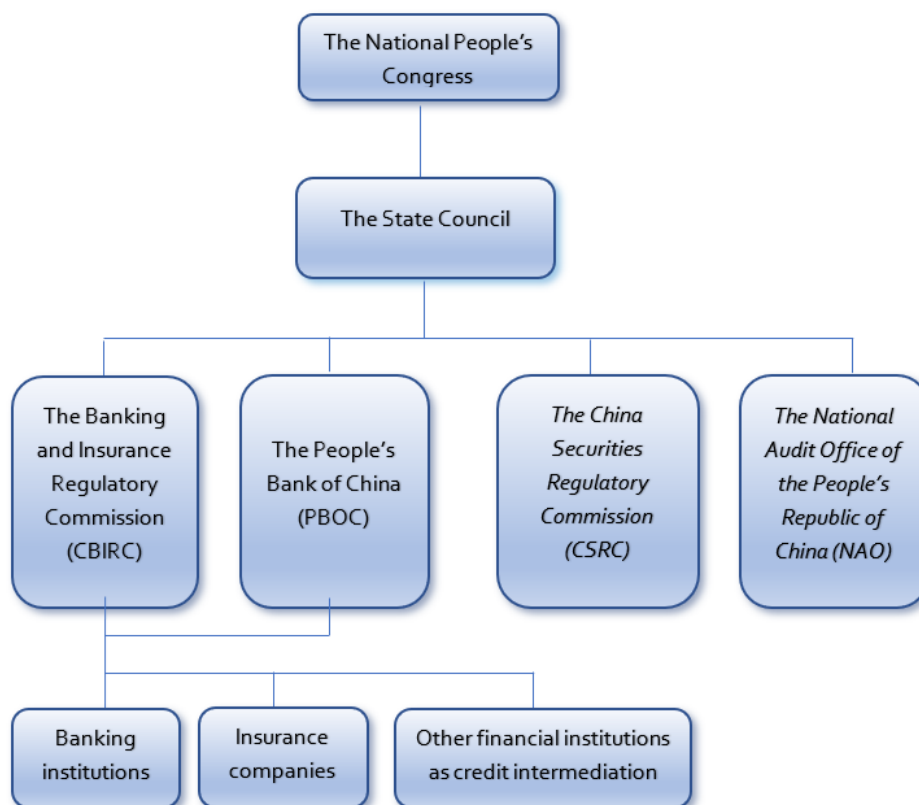 The National People's
Congress
The State Council
The Banking
and Insurance
Regulatory
Commission
(CBIRC)
The People's
Bank of China
(PBOC)
The China
Securities
Regulatory
Commission
(CSRC)
The National
Audit Office of
the People's
Republic of
China (NAO)
Banking
institutions
Insurance
companies
Other financial institutions
as credit intermediation